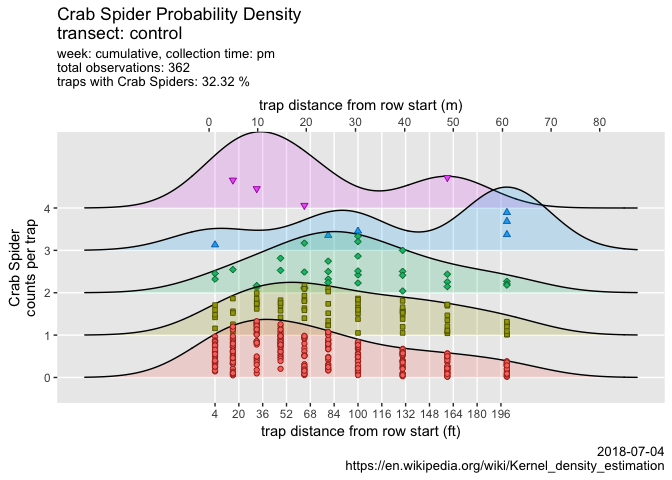 Crab Spider Probability Density
transect: control
week: cumulative, collection time: pm
total observations: 362
traps with Crab Spiders: 32.32 %
trap distance from row start (m)
0 10 20 30 40 50 60 70 80
Crab Spider
counts per trap
4
3
2
1
0
4 20 36 52 68 84 100 116 132 148 164 180 196
trap distance from row start (ft)
2018-07-04
https://en.wikipedia.org/wiki/Kernel_density_estimation